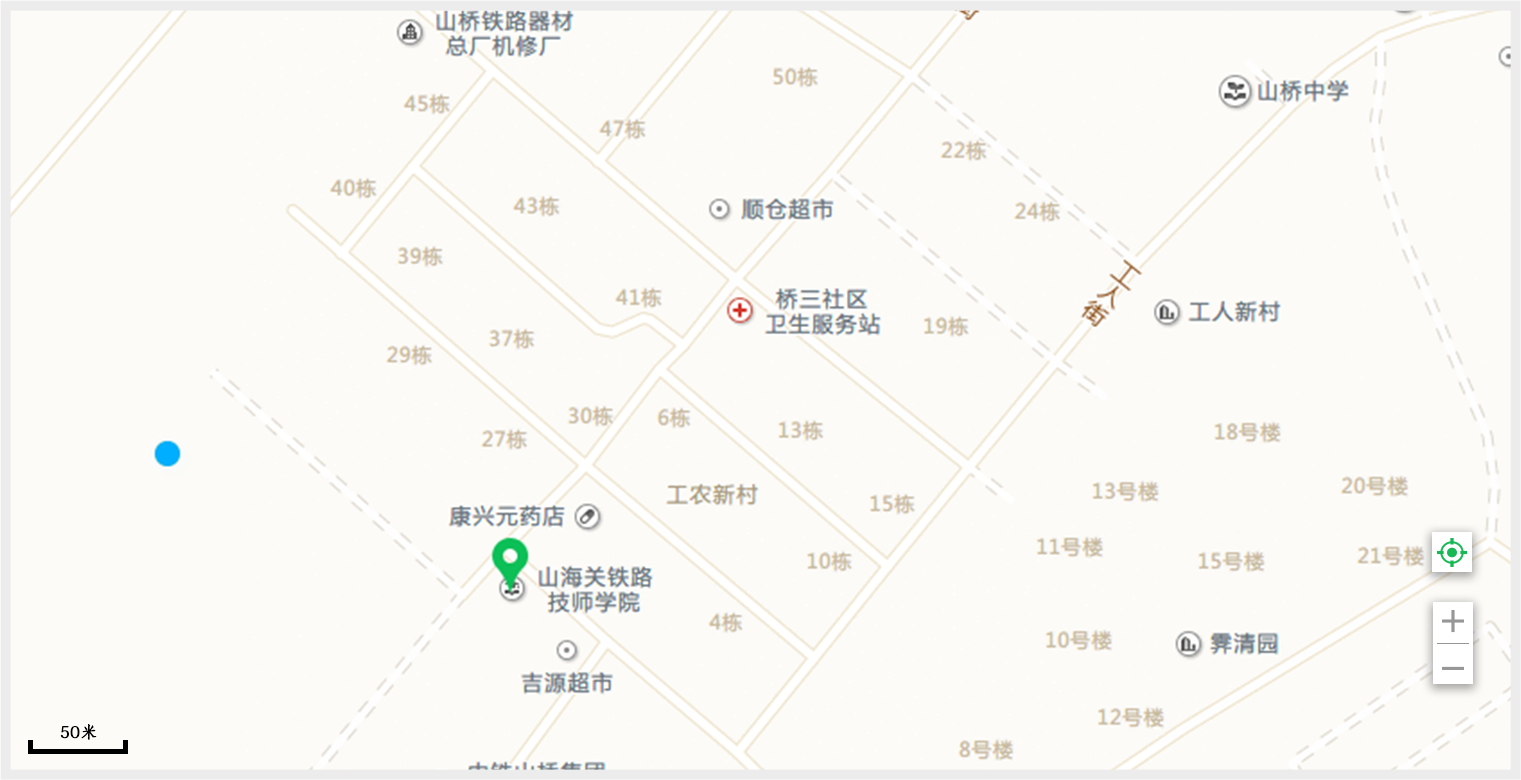 山桥铁路器材
总厂机修厂
50栋
山桥中学
45栋
47栋
22栋
40栋
43栋
顺仓超市
24栋
39栋
工人街
41栋
桥三社区
卫生服务站
19栋
工人新村
37栋
29栋
30栋
6栋
13栋
18号楼
27栋
工农新村
15栋
13号楼
20号楼
康兴元药店
11号楼
15号楼
21号楼
10栋
山海关铁路
技师学院
4栋
10号楼
霁清园
吉源超市
12号楼
50米
8号楼
中铁山桥集团